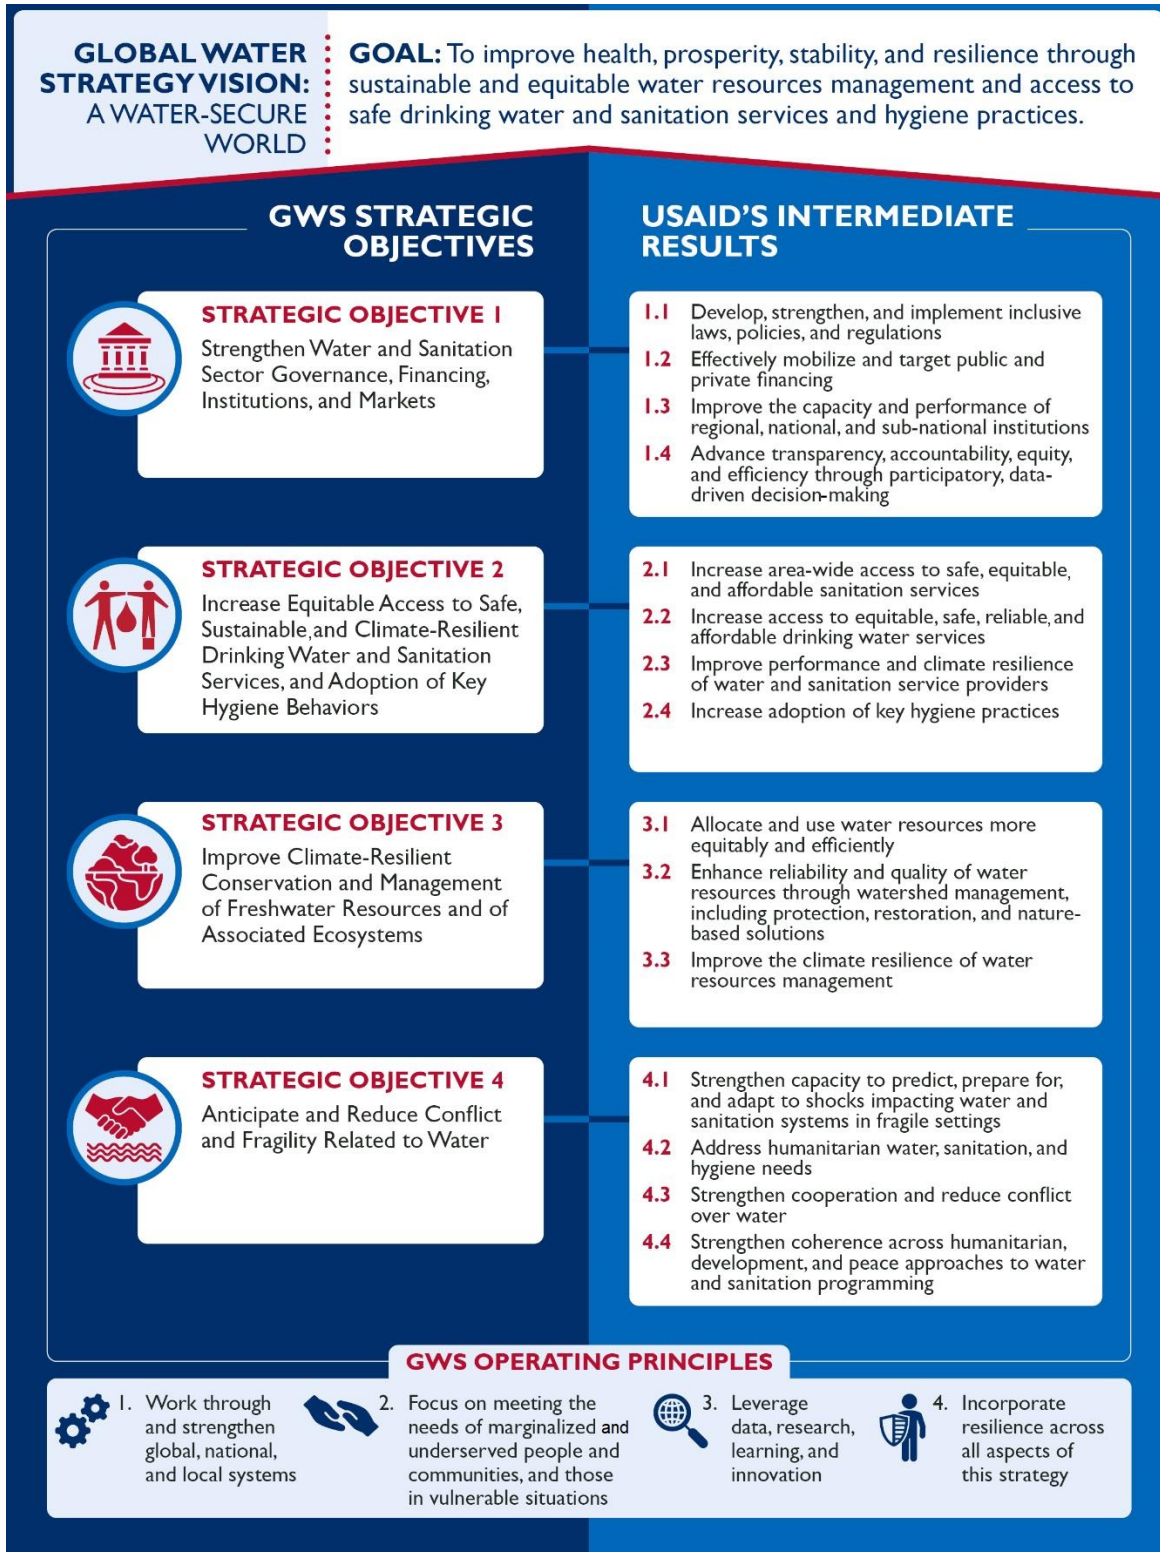 GLOBAL WATER
STRATEGY VISION:
A WATER-SECURE
WORLD
GOAL: To improve health, prosperity, stability, and resilience through
sustainable and equitable water resources management and access to
safe drinking water and sanitation services and hygiene practices.
GWS STRATEGIC
OBJECTIVES
USAID'S INTERMEDIATE
RESULTS
STRATEGIC OBJECTIVE 1
Strengthen Water and Sanitation
Sector Governance, Financing,
Institutions, and Markets
1.1 Develop, strengthen, and implement inclusive
laws, policies, and regulations
1.2 Effectively mobilize and target public and
private financing
1.3 Improve the capacity and performance of
regional, national, and sub-national institutions
1.4 Advance transparency, accountability, equity,
and efficiency through participatory, data-
driven decision-making
STRATEGIC OBJECTIVE 2
Increase Equitable Access to Safe,
Sustainable, and Climate-Resilient
Drinking Water and Sanitation
Services, and Adoption of Key
Hygiene Behaviors
2.1 Increase area-wide access to safe, equitable,
and affordable sanitation services
2.2 Increase access to equitable, safe, reliable, and
affordable drinking water services
2.3 Improve performance and climate resilience
of water and sanitation service providers
2.4 Increase adoption of key hygiene practices
STRATEGIC OBJECTIVE 3
Improve Climate-Resilient
Conservation and Management
of Freshwater Resources and of
Associated Ecosystems
3.1 Allocate and use water resources more
equitably and efficiently
3.2 Enhance reliability and quality of water
resources through watershed management,
including protection, restoration, and nature-
based solutions
3.3 Improve the climate resilience of water
resources management
STRATEGIC OBJECTIVE 4
Anticipate and Reduce Conflict
and Fragility Related to Water
4.1 Strengthen capacity to predict, prepare for,
and adapt to shocks impacting water and
sanitation systems in fragile settings
4.2 Address humanitarian water, sanitation, and
hygiene needs
4.3 Strengthen cooperation and reduce conflict
over water
4.4 Strengthen coherence across humanitarian,
development, and peace approaches to water
and sanitation programming
GWS OPERATING PRINCIPLES
1. Work through
and strengthen
global, national,
and local systems
2. Focus on meeting the
needs of marginalized and
underserved people and
communities, and those
in vulnerable situations
3. Leverage
data, research,
learning, and
innovation
4. Incorporate
resilience across
all aspects of
this strategy